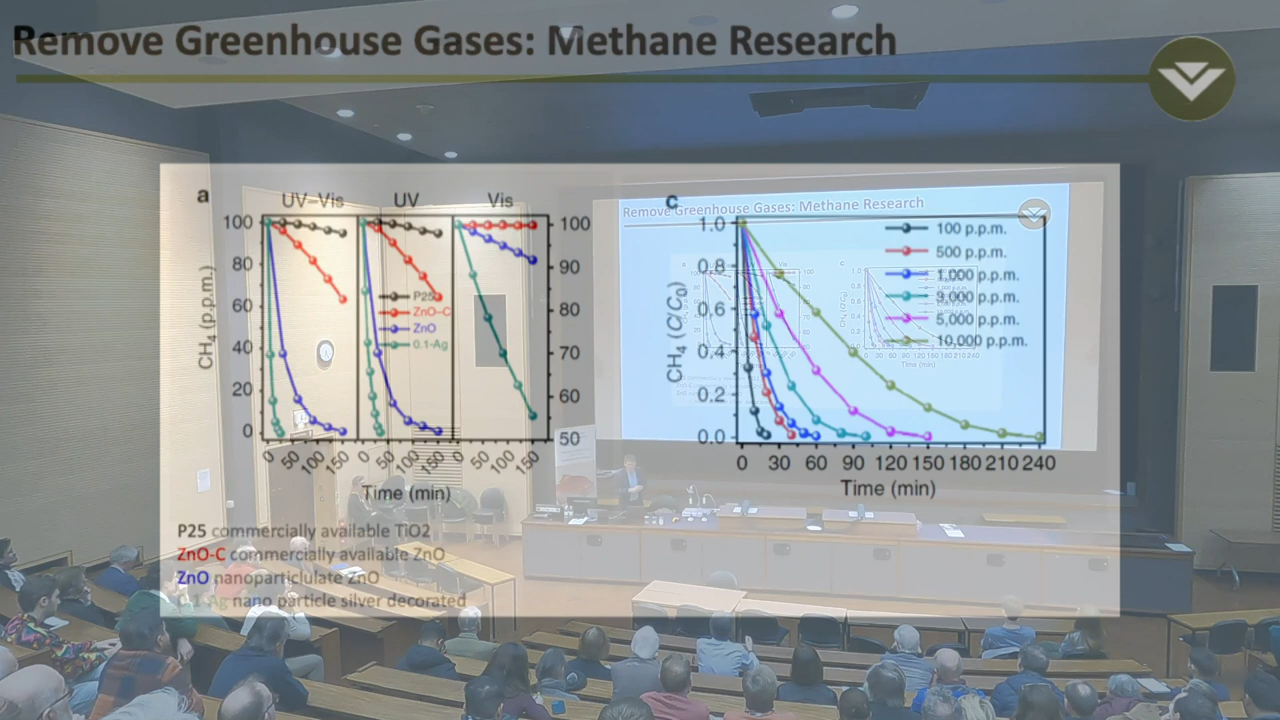 Remove Greenhouse Gases: Methane Research
a
UV-Vis UV Vis
100
80
60
40
20
0
CH4 (p.p.m.)
100
90
80
70
60
50
P25
ZnO-C
ZnO
0.1-Ag
0 50 100 150 0 50 100 150 0 50 100 150
Time (min)
c
1.0
0.8
0.6
0.4
0.2
0.0
CH4 (C/C0)
100 p.p.m.
500 p.p.m.
1,000 p.p.m.
5,000 p.p.m.
10,000 p.p.m.
0 30 60 90 120 150 180 210 240
Time (min)
P25 commercially available TiO2
ZnO-C commercially available ZnO
ZnO nanoparticlulate ZnO
Ag nano particle silver decorated
Remove Greenhouse Gases: Methane Research